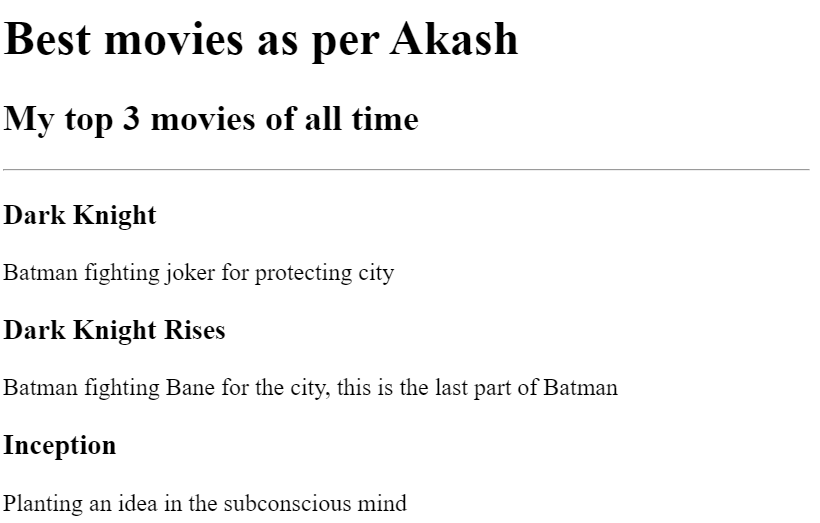 Best movies as per Akash
My top 3 movies of all time
Dark Knight
Batman fighting joker for protecting city
Dark Knight Rises
Batman fighting Bane for the city, this is the last part of Batman
Inception
Planting an idea in the subconscious mind